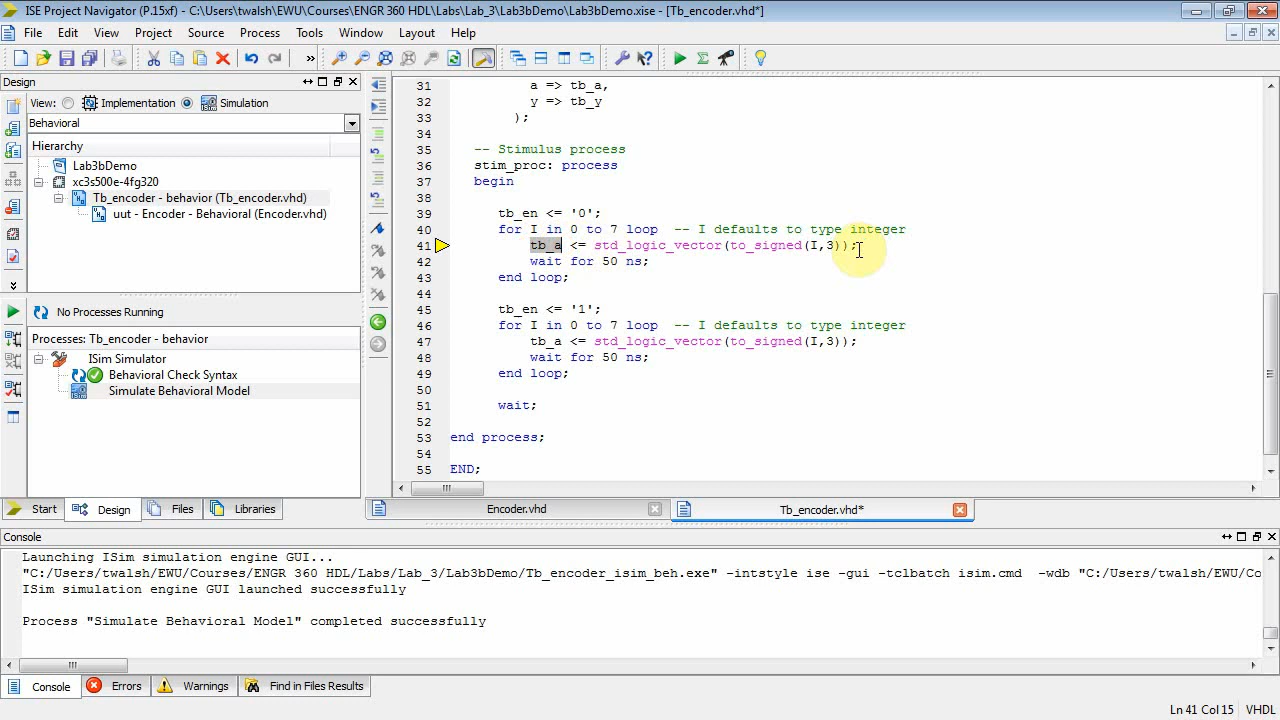 ISE Project Navigator (P.15xf) - C:\Users\twalsh\EWU\Courses\ENGR 360 HDL\Labs\Lab_3\Lab3bDemo\Lab3bDemo.xise - [Tb_encoder.vhd*]
File Edit View Project Source Process Tools Window Layout Help
Design
View: Implementation Simulation
Behavioral
Hierarchy
Lab3bDemo
xc3s500e-4fg320
Tb_encoder - behavior (Tb_encoder.vhd)
uut - Encoder - Behavioral (Encoder.vhd)
No Processes Running
Processes: Tb_encoder - behavior
ISim Simulator
Behavioral Check Syntax
Simulate Behavioral Model
Start Design Files Libraries
31 a => tb_a,
32 y => tb_y
33 );
34
35 -- Stimulus process
36 stim_proc: process
37 begin
38
39 tb_en <= '0';
40 for I in 0 to 7 loop -- I defaults to type integer
41 tb_a <= std_logic_vector(to_signed(I,3));
42 wait for 50 ns;
43 end loop;
44
45 tb_en <= '1';
46 for I in 0 to 7 loop -- I defaults to type integer
47 tb_a <= std_logic_vector(to_signed(I,3));
48 wait for 50 ns;
49 end loop;
50
51 wait;
52
53 end process;
54
55 END;
Encoder.vhd Tb_encoder.vhd*
Console
Launching ISim simulation engine GUI...
"C:/Users/twalsh/EWU/Courses/ENGR 360 HDL/Labs/Lab_3/Lab3bDemo/Tb_encoder_isim_beh.exe" -intstyle ise -gui -tclbatch isim.cmd -wdb "C:/Users/twalsh/EWU/Co
ISim simulation engine GUI launched successfully
Process "Simulate Behavioral Model" completed successfully
Console Errors Warnings Find in Files Results
Ln 41 Col 15 VHDL